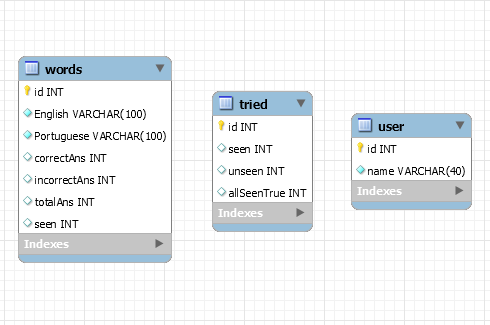 words
id INT
English VARCHAR(100)
Portuguese VARCHAR(100)
correctAns INT
incorrectAns INT
totalAns INT
seen INT
Indexes
tried
id INT
seen INT
unseen INT
allSeenTrue INT
Indexes
user
id INT
name VARCHAR(40)
Indexes